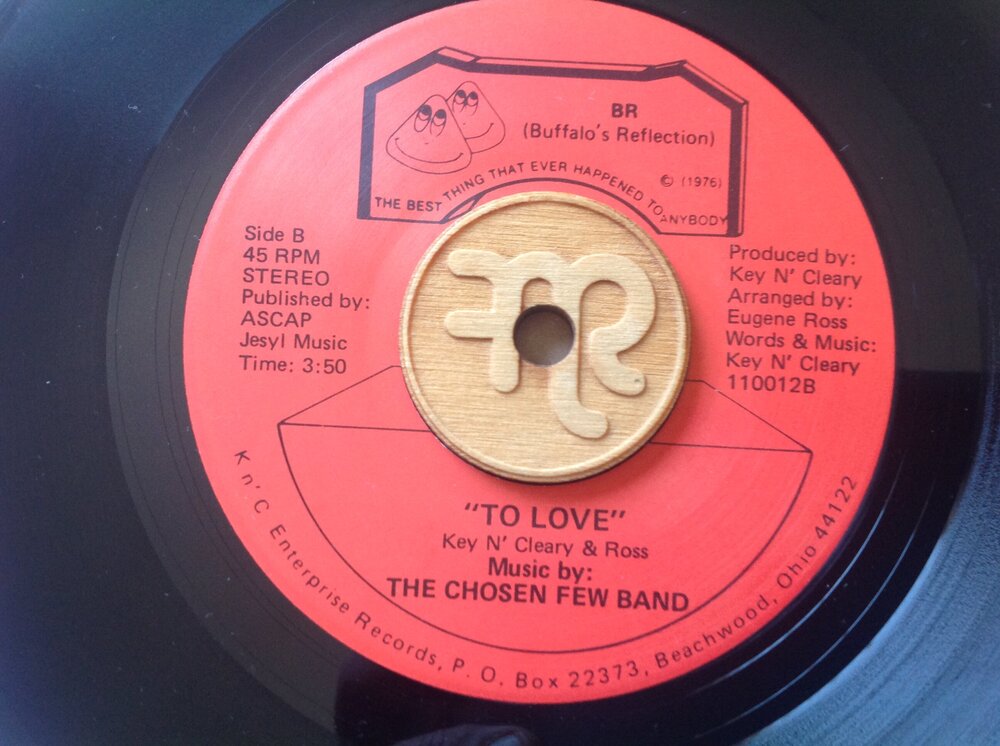 BR
(Buffalo's Reflection)
© (1976)
THE BEST THING THAT EVER HAPPENED TO ANYBODY
Side B
45 RPM
STEREO
Published by:
ASCAP
Jesyl Music
Time: 3:50
Produced by:
Key N' Cleary
Arranged by:
Eugene Ross
Words & Music:
Key N' Cleary
110012B
"TO LOVE"
Key N' Cleary & Ross
Music by:
THE CHOSEN FEW BAND
K n' C Enterprise Records, P. O. Box 22373, Beachwood, Ohio 44122